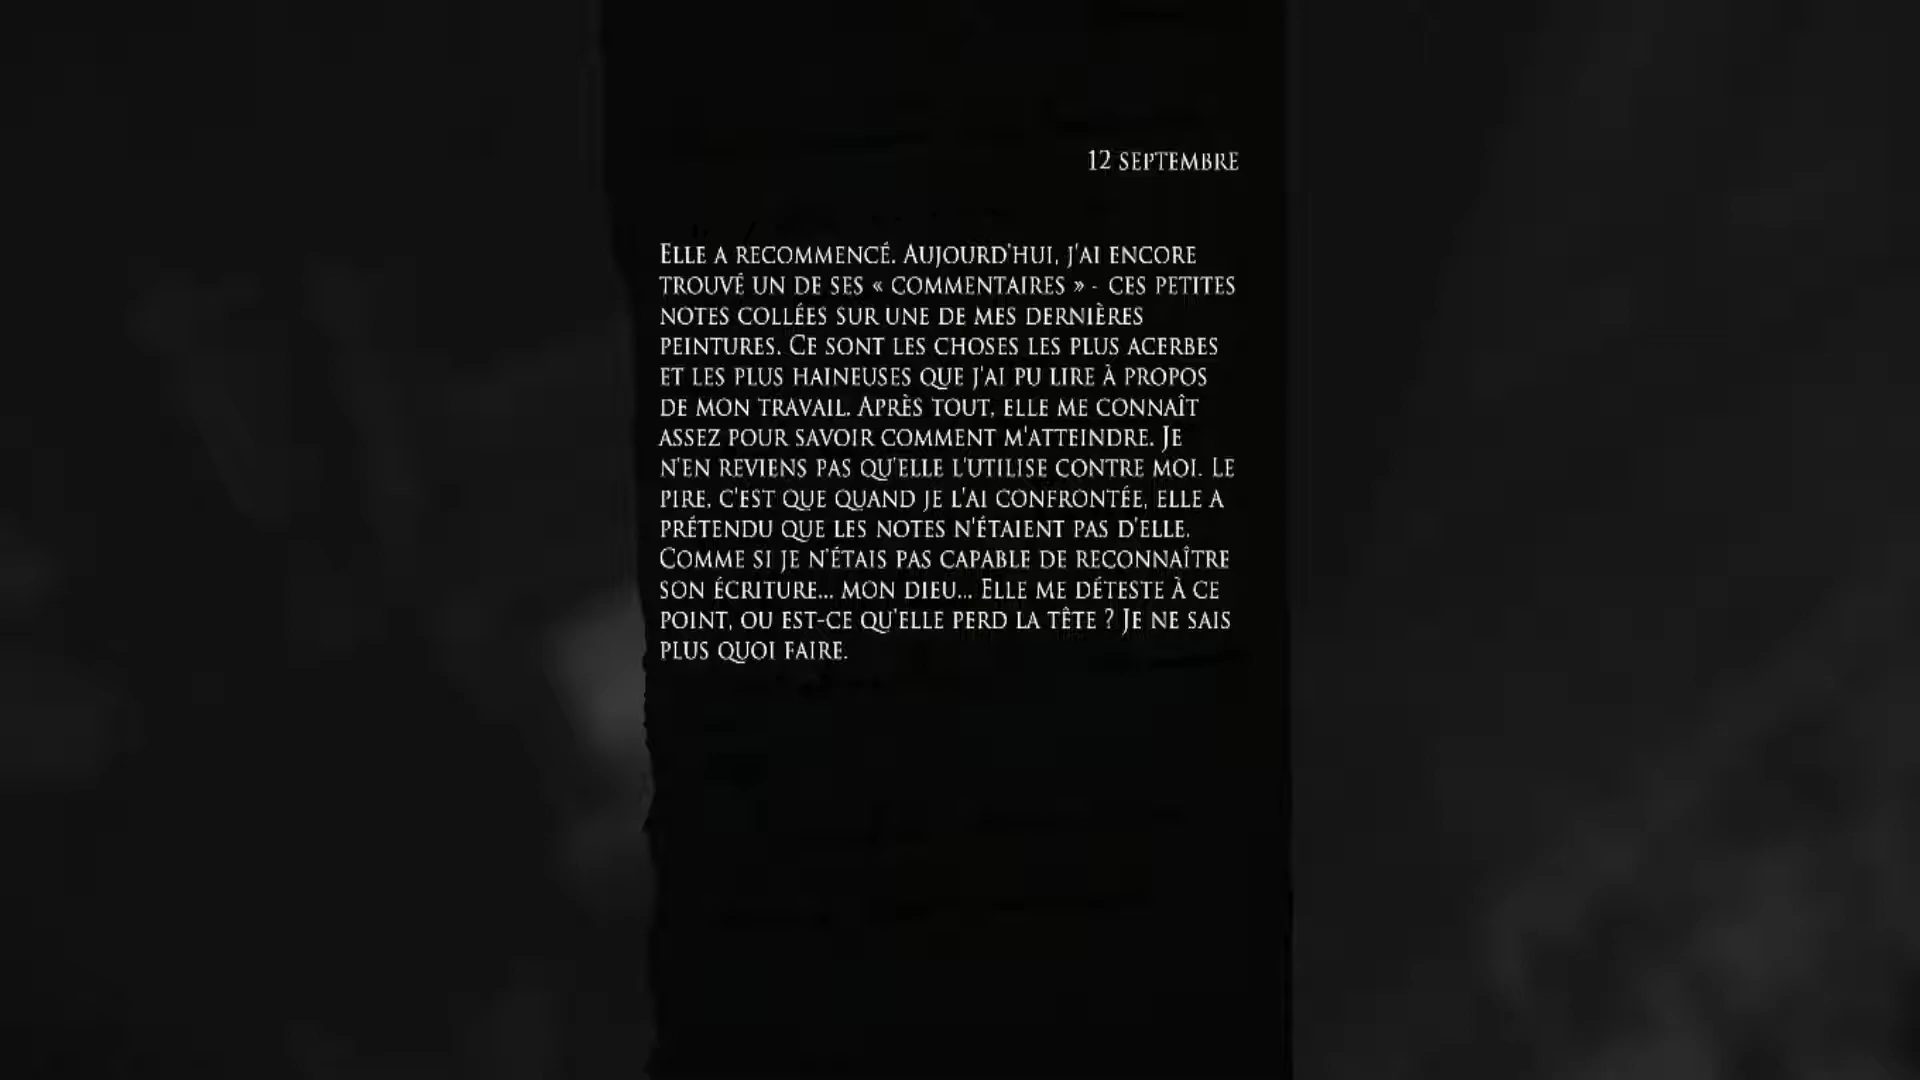 12 SEPTEMBRE
ELLE A RECOMMENCÉ. AUJOURD'HUI, J'AI ENCORE
TROUVÉ UN DE SES « COMMENTAIRES » - CES PETITES
NOTES COLLÉES SUR UNE DE MES DERNIÈRES
PEINTURES. CE SONT LES CHOSES LES PLUS ACERBES
ET LES PLUS HAINEUSES QUE J'AI PU LIRE À PROPOS
DE MON TRAVAIL. APRÈS TOUT, ELLE ME CONNAÎT
ASSEZ POUR SAVOIR COMMENT M'ATTEINDRE. JE
N'EN REVIENS PAS QU'ELLE L'UTILISE CONTRE MOI. LE
PIRE, C'EST QUE QUAND JE L'AI CONFRONTÉE, ELLE A
PRÉTENDU QUE LES NOTES N'ÉTAIENT PAS D'ELLE.
COMME SI JE N'ÉTAIS PAS CAPABLE DE RECONNAÎTRE
SON ÉCRITURE... MON DIEU... ELLE ME DÉTESTE À CE
POINT, OU EST-CE QU'ELLE PERD LA TÊTE ? JE NE SAIS
PLUS QUOI FAIRE.